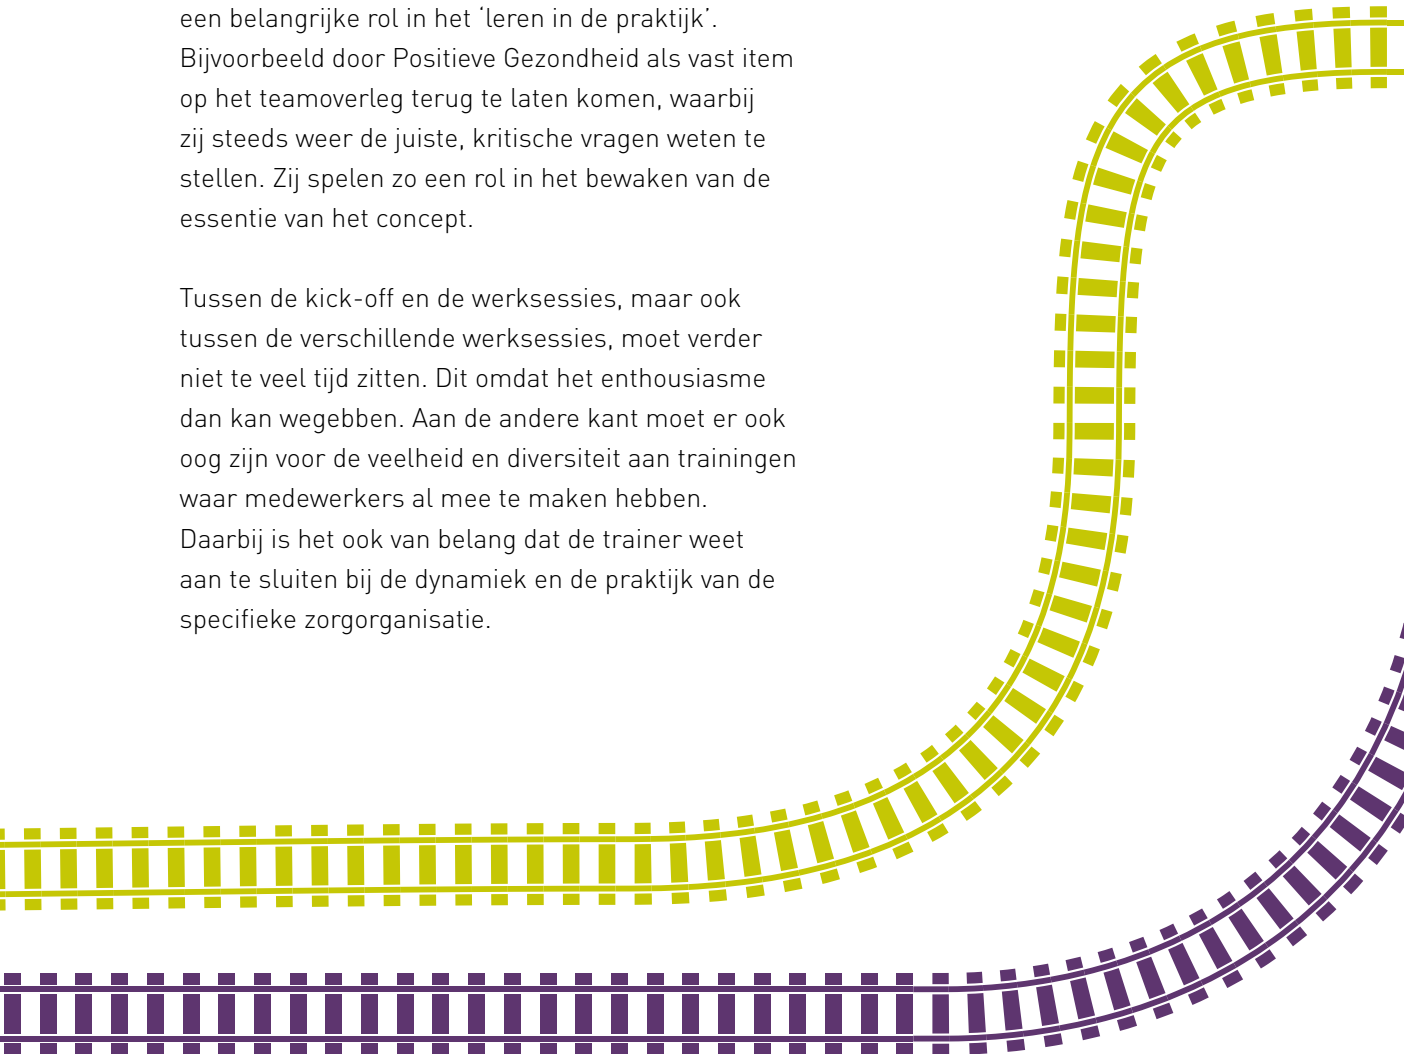 een belangrijke rol in het ‘leren in de praktijk’.
Bijvoorbeeld door Positieve Gezondheid als vast item
op het teamoverleg terug te laten komen, waarbij
zij steeds weer de juiste, kritische vragen weten te
stellen. Zij spelen zo een rol in het bewaken van de
essentie van het concept.
Tussen de kick-off en de werksessies, maar ook
tussen de verschillende werksessies, moet verder
niet te veel tijd zitten. Dit omdat het enthousiasme
dan kan wegebben. Aan de andere kant moet er ook
oog zijn voor de veelheid en diversiteit aan trainingen
waar medewerkers al mee te maken hebben.
Daarbij is het ook van belang dat de trainer weet
aan te sluiten bij de dynamiek en de praktijk van de
specifieke zorgorganisatie.